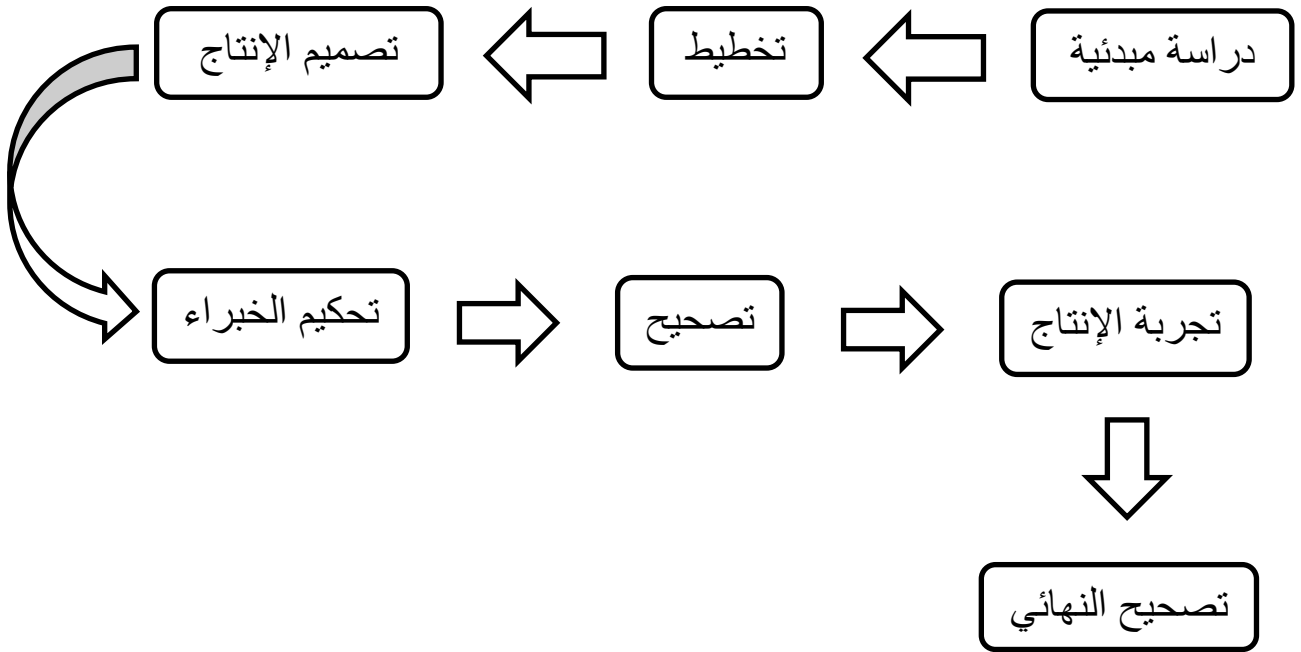 دراسة مبدئية
تخطيط
تصميم الإنتاج
تحكيم الخبراء
تصحيح
تجربة الإنتاج
تصحيح النهائي